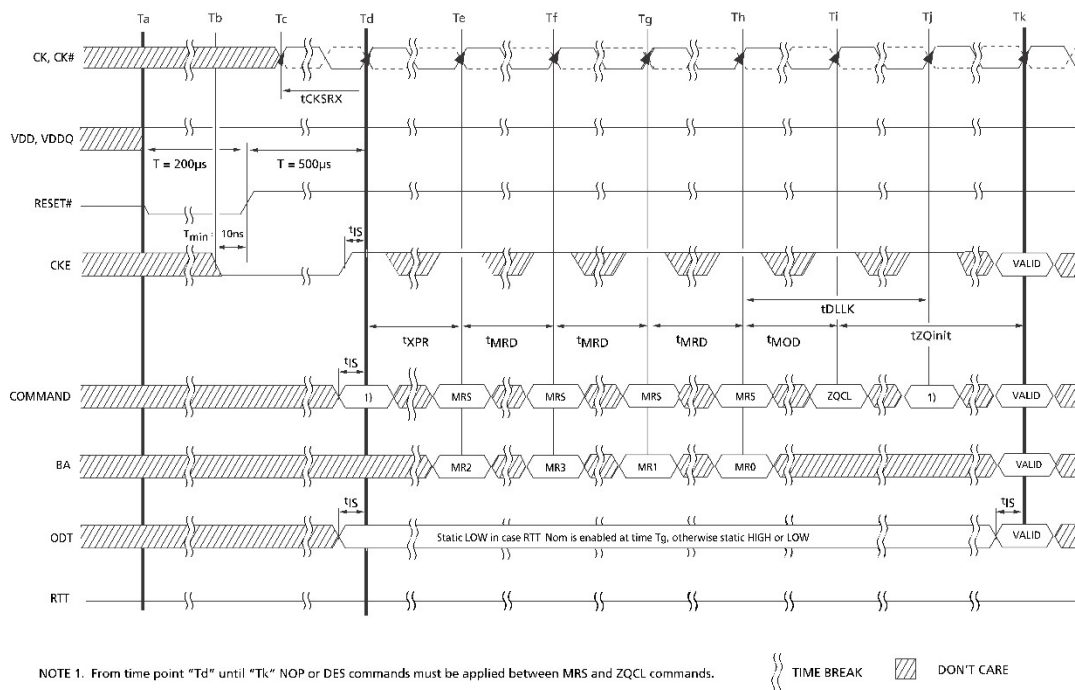 Ta Tb Tc Td Te Tf Tg Th Ti Tj Tk
CK, CK#
tCKSRX
VDD, VDDQ
T = 200µs T = 500µs
RESET#
Tmin 10ns tIS
CKE VALID
tDLLK
tXPR tMRD tMRD tMRD tMOD tZQinit
tIS
COMMAND 1) MRS MRS MRS MRS ZQCL 1) VALID
BA MR2 MR3 MR1 MR0 VALID
tIS tIS
ODT Static LOW in case RTT Nom is enabled at time Tg, otherwise static HIGH or LOW VALID
RTT
NOTE 1. From time point "Td" until "Tk" NOP or DES commands must be applied between MRS and ZQCL commands. TIME BREAK DON'T CARE